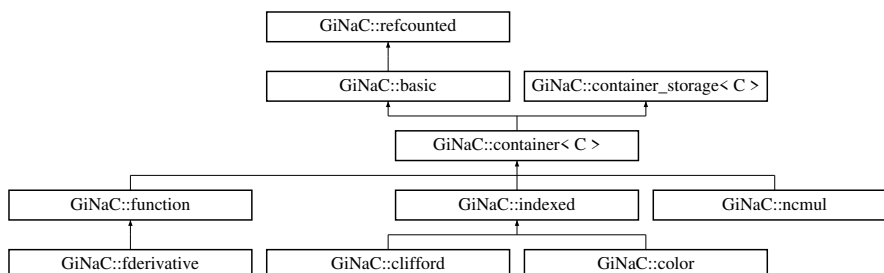 GiNaC::refcounted
GiNaC::basic
GiNaC::container_storage< C >
GiNaC::container< C >
GiNaC::function
GiNaC::indexed
GiNaC::ncmul
GiNaC::fderivative
GiNaC::clifford
GiNaC::color